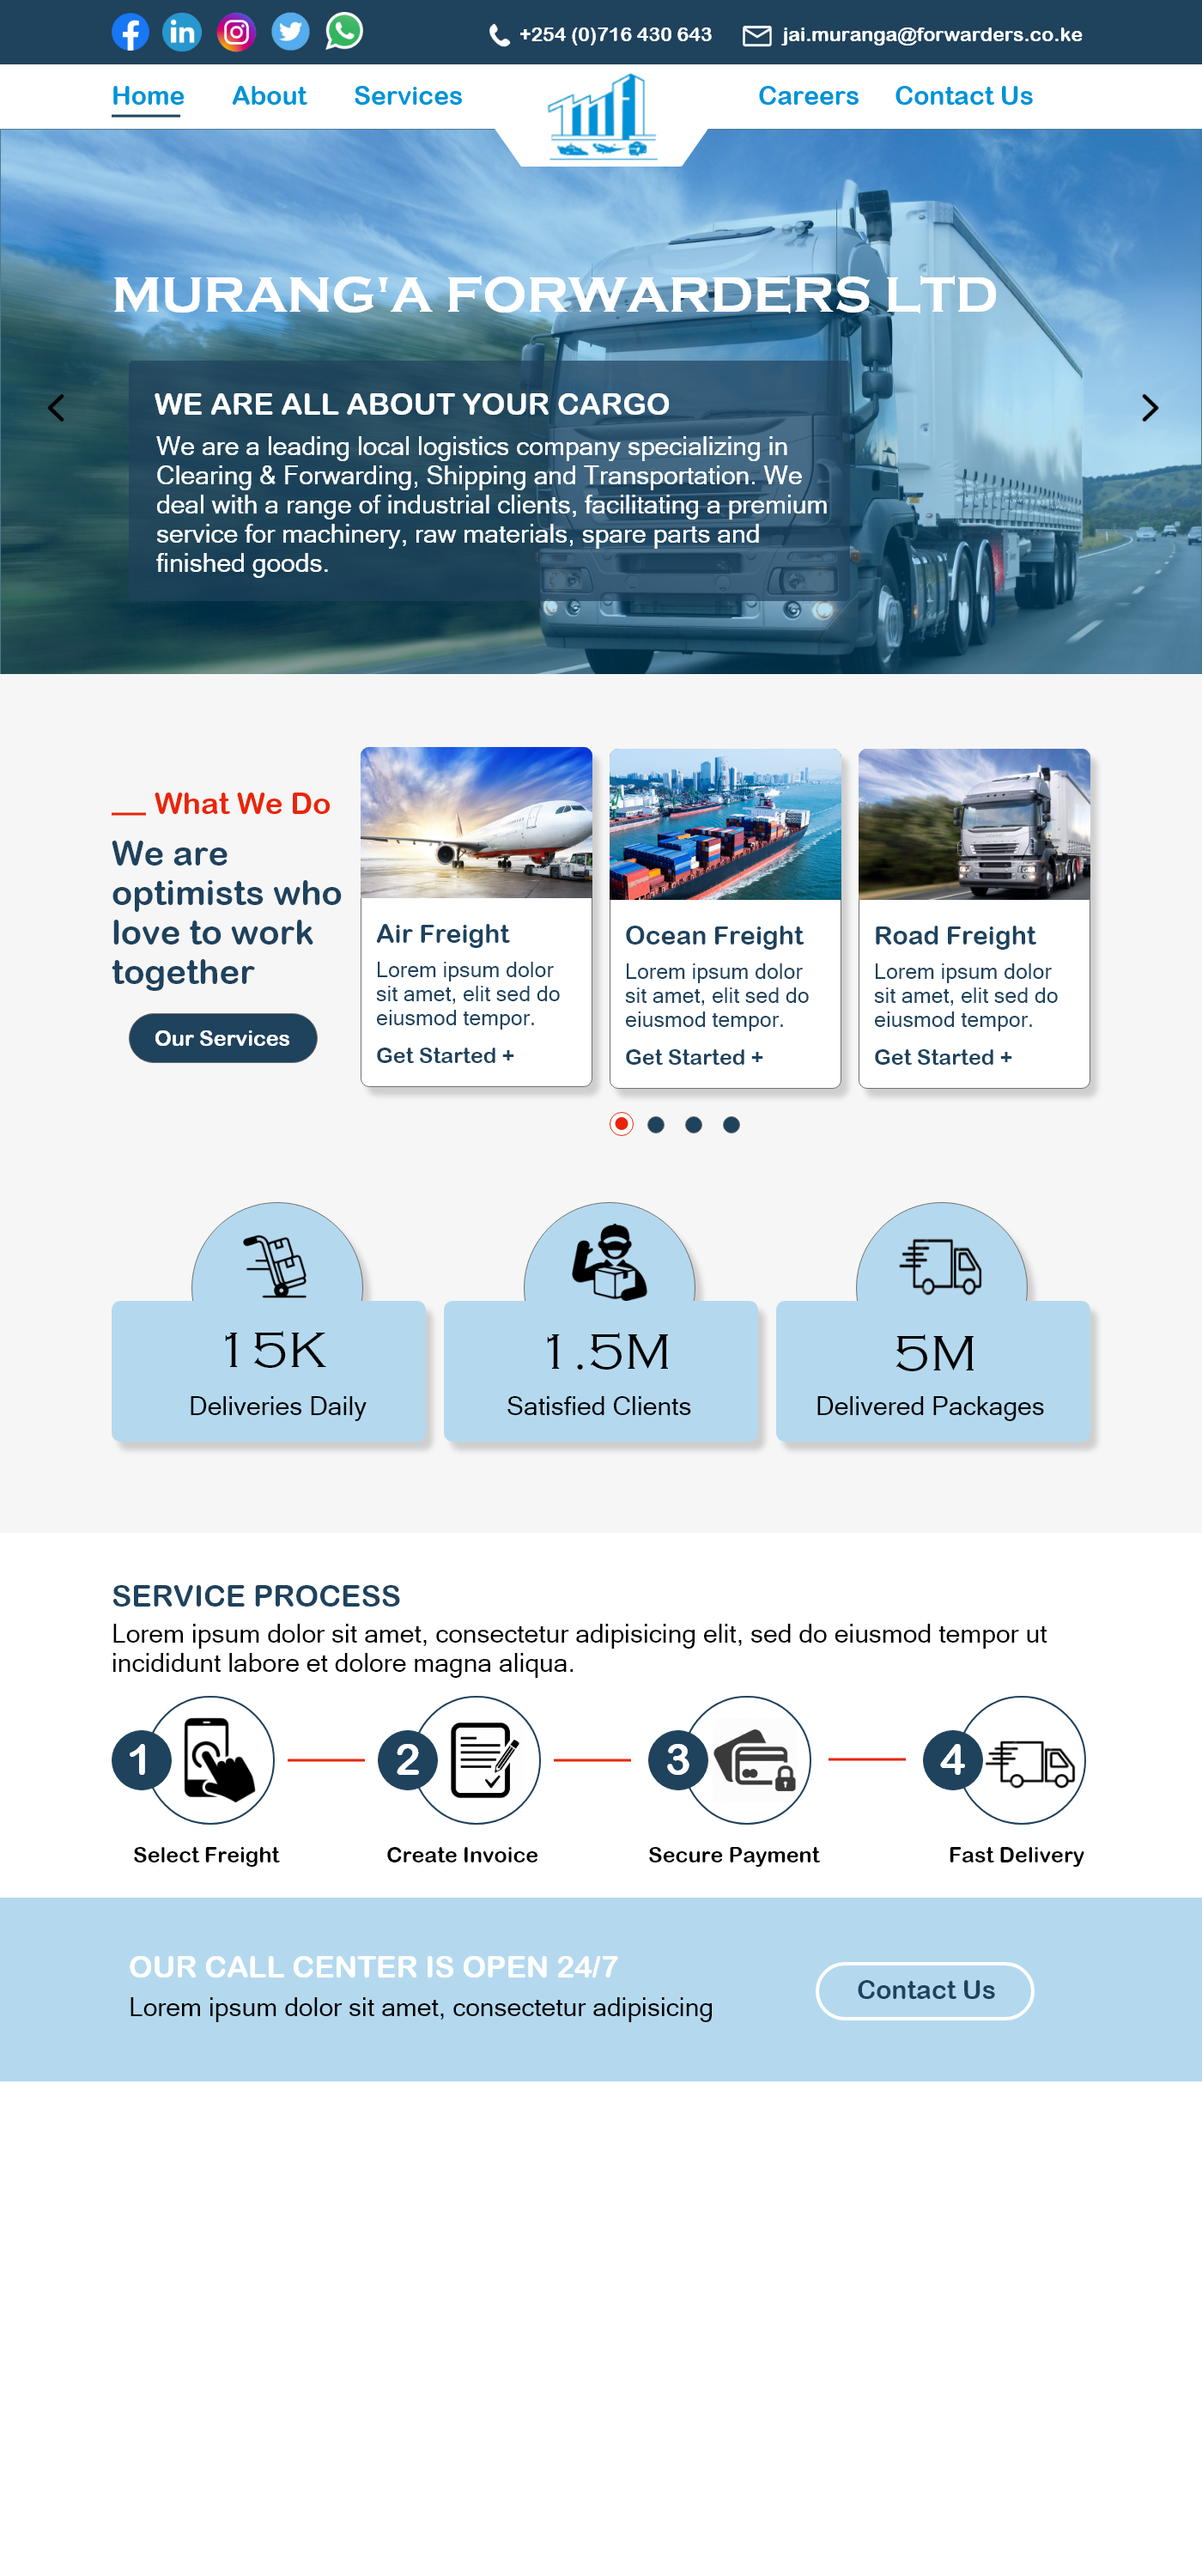 +254 (0)716 430 643 jai.muranga@forwarders.co.ke
Home About Services Careers Contact Us
MURANG'A FORWARDERS LTD
WE ARE ALL ABOUT YOUR CARGO
We are a leading local logistics company specializing in
Clearing & Forwarding, Shipping and Transportation. We
deal with a range of industrial clients, facilitating a premium
service for machinery, raw materials, spare parts and
finished goods.
What We Do
We are
optimists who
love to work
together
Our Services
Air Freight
Lorem ipsum dolor
sit amet, elit sed do
eiusmod tempor.
Get Started +
Ocean Freight
Lorem ipsum dolor
sit amet, elit sed do
eiusmod tempor.
Get Started +
Road Freight
Lorem ipsum dolor
sit amet, elit sed do
eiusmod tempor.
Get Started +
15K
Deliveries Daily
1.5M
Satisfied Clients
5M
Delivered Packages
SERVICE PROCESS
Lorem ipsum dolor sit amet, consectetur adipisicing elit, sed do eiusmod tempor ut
incididunt labore et dolore magna aliqua.
1
Select Freight
2
Create Invoice
3
Secure Payment
4
Fast Delivery
OUR CALL CENTER IS OPEN 24/7
Lorem ipsum dolor sit amet, consectetur adipisicing
Contact Us